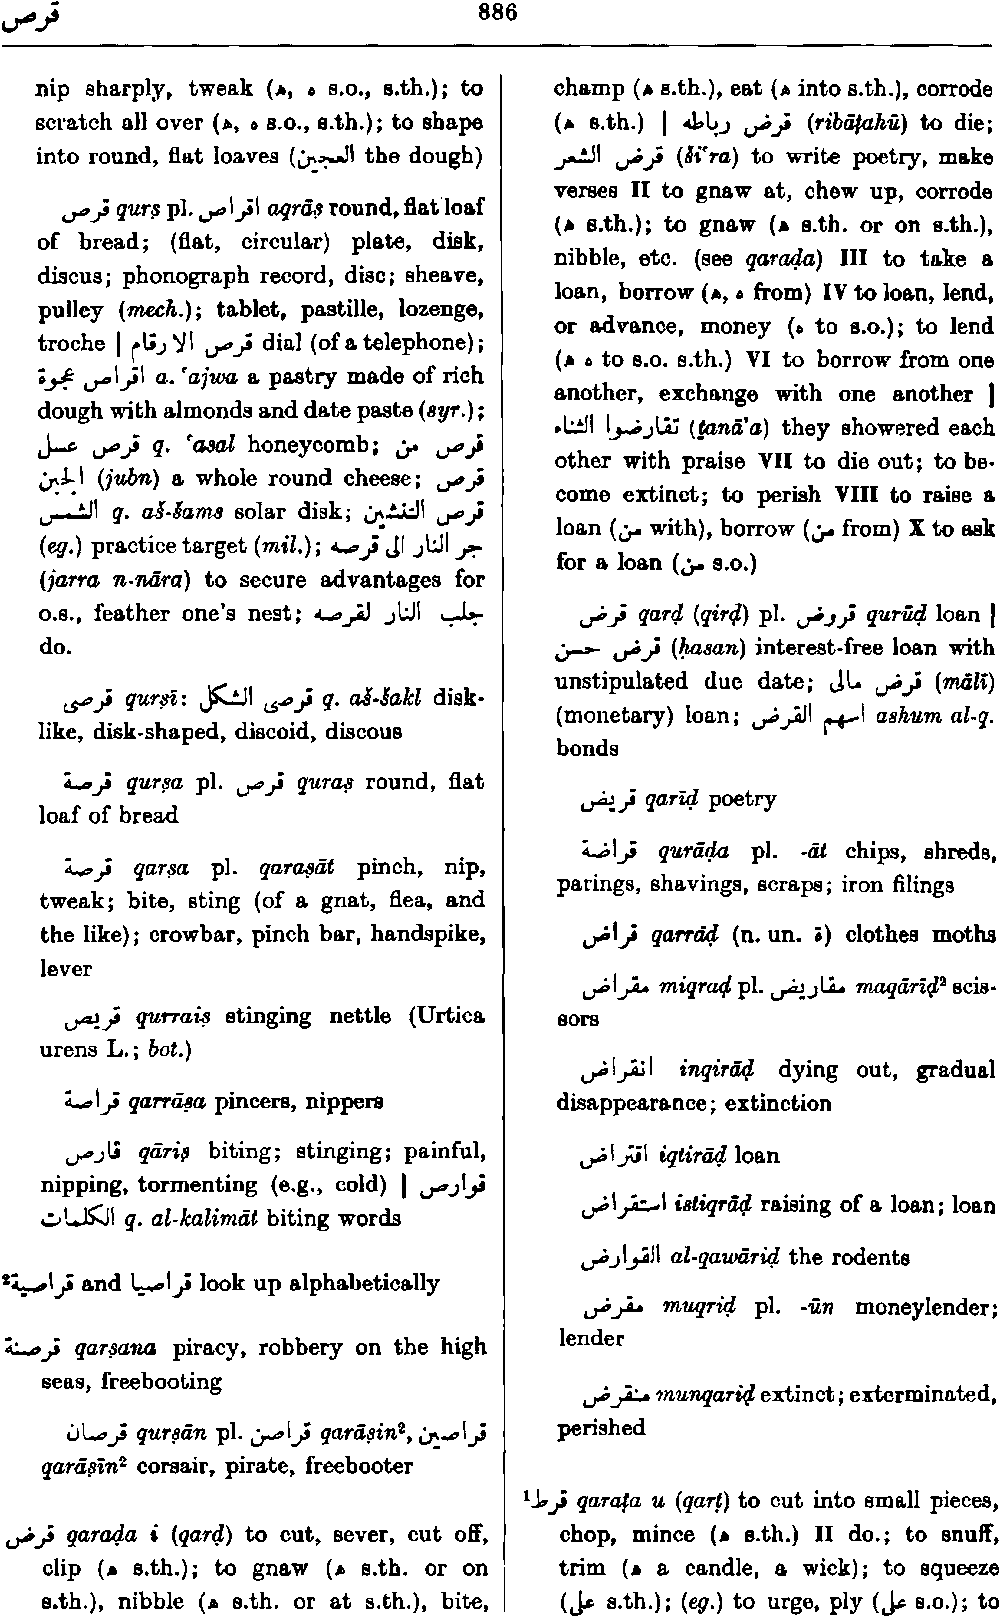 قرص
886
nip sharply, tweak (ه, ه s.o., s.th.); to
scratch all over (ه, ه s.o., s.th.); to shape
into round, flat loaves (العجين the dough)
قرص qurṣ pl. اقراص aqrāṣ round, flat loaf
of bread; (flat, circular) plate, disk,
discus; phonograph record, disc; sheave,
pulley (mech.); tablet, pastille, lozenge,
troche | قرص الارقام dial (of a telephone);
اقراص عجوة a. ʿajwa a pastry made of rich
dough with almonds and date paste (syr.);
قرص عسل q. ʿasal honeycomb; قرص من
الجبن (jubn) a whole round cheese; قرص
الشمس q. aš-šams solar disk; قرص التنشين
(eg.) practice target (mil.); جر النار الى قرصه
(jarra n-nāra) to secure advantages for
o.s., feather one's nest; جلب النار لقرصه
do.
قرصى qurṣī: قرصى الشكل q. aš-šakl disk-
like, disk-shaped, discoid, discous
قرصة qurṣa pl. قرص quraṣ round, flat
loaf of bread
قرصة qarṣa pl. qaraṣāt pinch, nip,
tweak; bite, sting (of a gnat, flea, and
the like); crowbar, pinch bar, handspike,
lever
قريص qurraiṣ stinging nettle (Urtica
urens L.; bot.)
قراصة qarrāṣa pincers, nippers
قارص qāriṣ biting; stinging; painful,
nipping, tormenting (e.g., cold) | قوارص
الكلمات q. al-kalimāt biting words
قراصية² and قراصيا look up alphabetically
قرصنة qarṣana piracy, robbery on the high
seas, freebooting
قرصان qurṣān pl. قراصن qarāṣin², قراصين
qarāṣīn² corsair, pirate, freebooter
قرض qaraḍa i (qarḍ) to cut, sever, cut off,
clip (ه s.th.); to gnaw (ه s.th. or on
s.th.), nibble (ه s.th. or at s.th.), bite,
champ (ه s.th.), eat (ه into s.th.), corrode
(ه s.th.) | قرض رباطه (ribāṭahū) to die;
قرض الشعر (šiʿra) to write poetry, make
verses II to gnaw at, chew up, corrode
(ه s.th.); to gnaw (ه s.th. or on s.th.),
nibble, etc. (see qaraḍa) III to take a
loan, borrow (ه, ه from) IV to loan, lend,
or advance, money (ه to s.o.); to lend
(ه ه to s.o. s.th.) VI to borrow from one
another, exchange with one another |
تقارضوا الثناء (ṯanāʾa) they showered each
other with praise VII to die out; to be-
come extinct; to perish VIII to raise a
loan (من with), borrow (من from) X to ask
for a loan (من s.o.)
قرض qarḍ (qirḍ) pl. قروض qurūḍ loan |
قرض حسن (ḥasan) interest-free loan with
unstipulated due date; قرض مالى (mālī)
(monetary) loan; اسهم القرض ashum al-q.
bonds
قريض qarīḍ poetry
قراضة qurāḍa pl. -āt chips, shreds,
parings, shavings, scraps; iron filings
قراض qarrāḍ (n. un. ة) clothes moths
مقراض miqraḍ pl. مقاريض maqārīḍ² scis-
sors
انقراض inqirāḍ dying out, gradual
disappearance; extinction
اقتراض iqtirāḍ loan
استقراض istiqrāḍ raising of a loan; loan
القوارض al-qawāriḍ the rodents
مقرض muqriḍ pl. -ūn moneylender;
lender
منقرض munqariḍ extinct; exterminated,
perished
قرط¹ qaraṭa u (qarṭ) to cut into small pieces,
chop, mince (ه s.th.) II do.; to snuff,
trim (ه a candle, a wick); to squeeze
(على s.th.); (eg.) to urge, ply (على s.o.); to